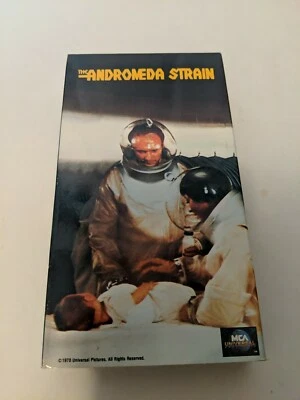 THE ANDROMEDA STRAIN
© 1970 Universal Pictures. All Rights Reserved.
MCA
UNIVERSAL